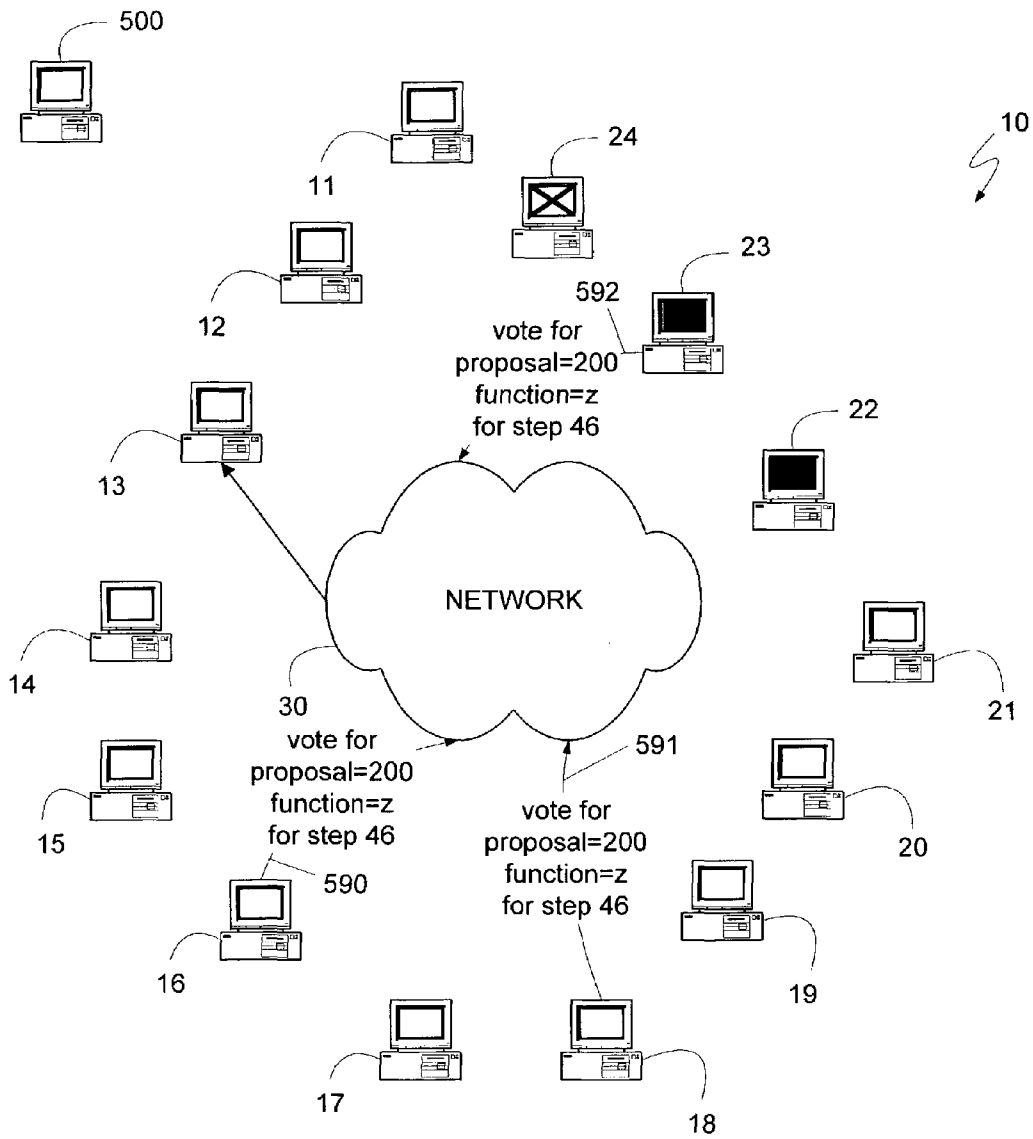 500
11
24
10
12
23
592
vote for
proposal=200
function=z
for step 46
22
13
NETWORK
14
30
21
vote for
proposal=200
function=z
for step 46
590
591
vote for
proposal=200
function=z
for step 46
15
20
16
19
17
18